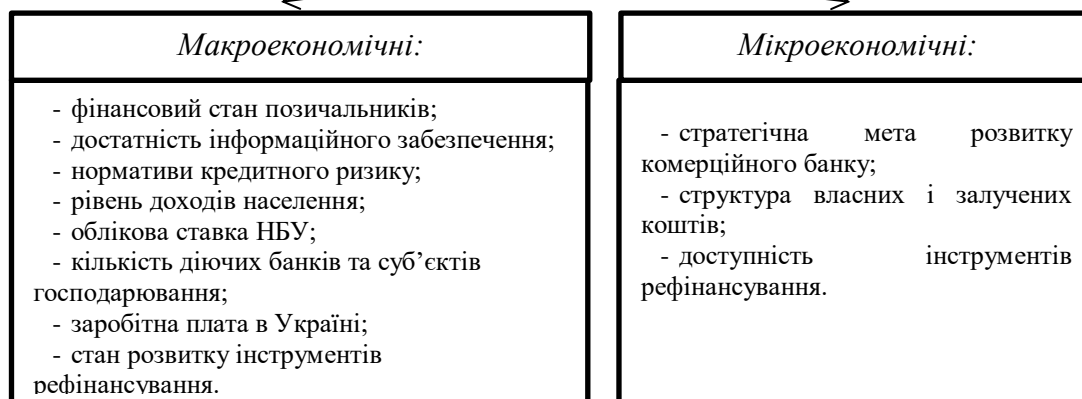 Макроекономічні:
- фінансовий стан позичальників;
- достатність інформаційного забезпечення;
- нормативи кредитного ризику;
- рівень доходів населення;
- облікова ставка НБУ;
- кількість діючих банків та суб’єктів
господарювання;
- заробітна плата в Україні;
- стан розвитку інструментів
рефінансування.
Мікроекономічні:
- стратегічна мета розвитку
комерційного банку;
- структура власних і залучених
коштів;
- доступність інструментів
рефінансування.